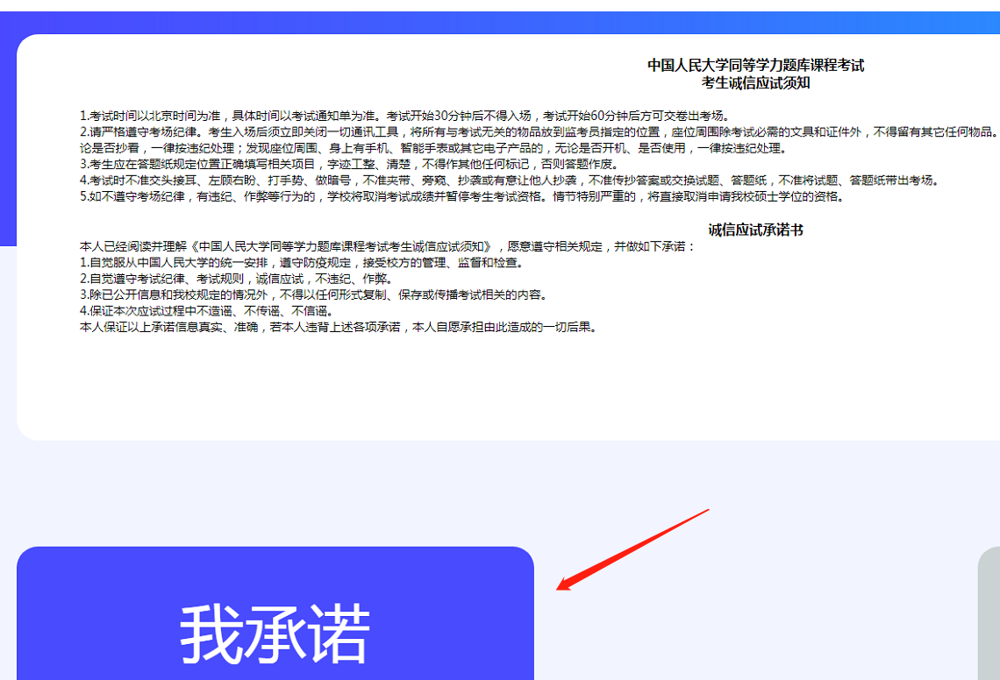 中国人民大学同等学力题库课程考试
考生诚信应试须知
1.考试时间以北京时间为准，具体时间以考试通知单为准。考试开始30分钟后不得入场，考试开始60分钟后方可交卷出考场。
2.请严格遵守考场纪律。考生入场后须立即关闭一切通讯工具，将所有与考试无关的物品放到监考员指定的位置，座位周围除考试必需的文具和证件外，不得留有其它任何物品。
论是否抄看，一律按违纪处理；发现座位周围、身上有手机、智能手表或其它电子产品的，无论是否开机、是否使用，一律按违纪处理。
3.考生应在答题纸规定位置正确填写相关项目，字迹工整、清楚，不得作其他任何标记，否则答题作废。
4.考试时不准交头接耳、左顾右盼、打手势、做暗号，不准夹带、旁窥、抄袭或有意让他人抄袭，不准传抄答案或交换试题、答题纸，不准将试题、答题纸带出考场。
5.如不遵守考场纪律，有违纪、作弊等行为的，学校将取消考试成绩并暂停考生考试资格。情节特别严重的，将直接取消申请我校硕士学位的资格。
诚信应试承诺书
本人已经阅读并理解《中国人民大学同等学力题库课程考试考生诚信应试须知》，愿意遵守相关规定，并做如下承诺：
1.自觉服从中国人民大学的统一安排，遵守防疫规定，接受校方的管理、监督和检查。
2.自觉遵守考试纪律、考试规则，诚信应试，不违纪、作弊。
3.除已公开信息和我校规定的情况外，不得以任何形式复制、保存或传播考试相关的内容。
4.保证本次应试过程中不造谣、不传谣、不信谣。
本人保证以上承诺信息真实、准确，若本人违背上述各项承诺，本人自愿承担由此造成的一切后果。
我承诺